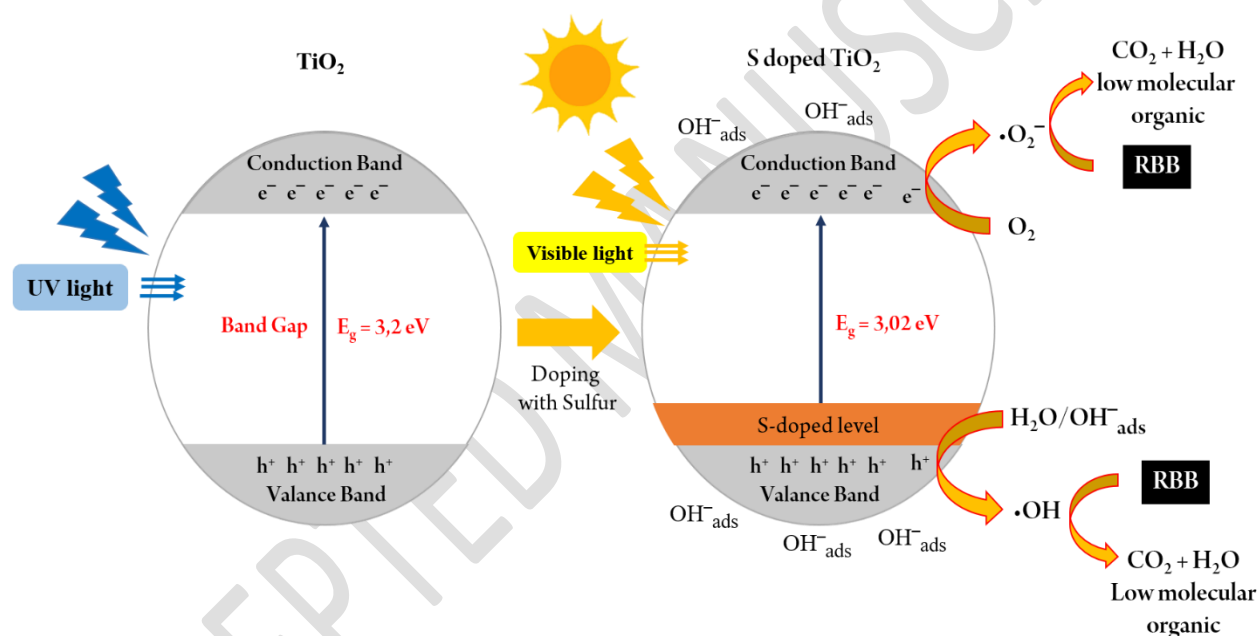 TiO₂
Conduction Band
e⁻ e⁻ e⁻ e⁻ e⁻
UV light
Band Gap
E_g = 3,2 eV
h⁺ h⁺ h⁺ h⁺ h⁺
Valance Band
Visible light
Doping
with Sulfur
S doped TiO₂
OH⁻ads
OH⁻ads
Conduction Band
e⁻ e⁻ e⁻ e⁻ e⁻ e⁻
E_g = 3,02 eV
S-doped level
h⁺ h⁺ h⁺ h⁺ h⁺ h⁺
Valance Band
OH⁻ads
OH⁻ads
OH⁻ads
CO₂ + H₂O
low molecular
organic
·O₂⁻
RBB
O₂
H₂O/OH⁻ads
RBB
·OH
CO₂ + H₂O
Low molecular
organic